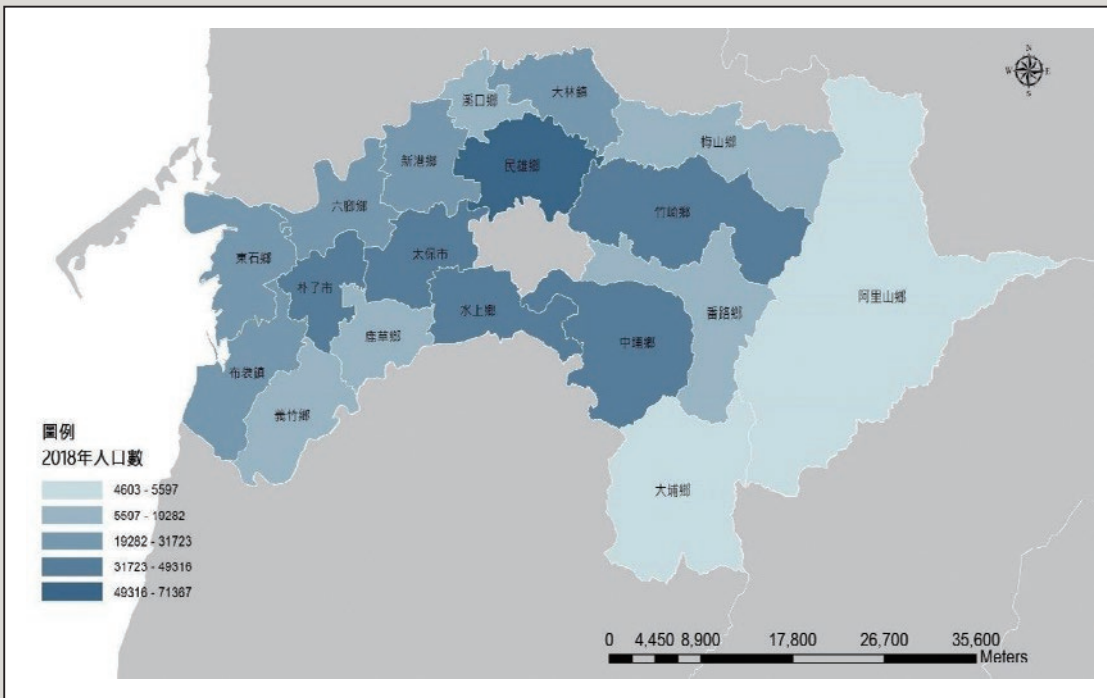 N
W E
S
溪口鄉
大林鎮
梅山鄉
新港鄉
民雄鄉
竹崎鄉
六腳鄉
太保市
東石鄉
朴子市
水上鄉
阿里山鄉
番路鄉
中埔鄉
鹿草鄉
布袋鎮
義竹鄉
大埔鄉
圖例
2018年人口數
4603 - 5597
5597 - 19282
19282 - 31723
31723 - 49316
49316 - 71367
0 4,450 8,900 17,800 26,700 35,600
Meters